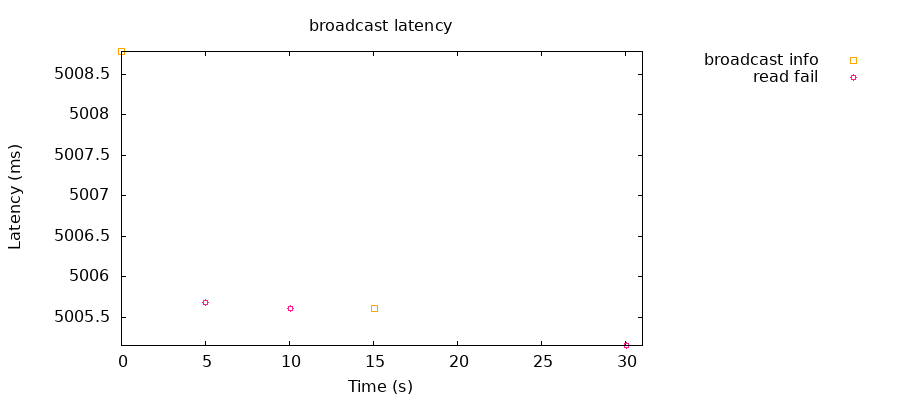 broadcast latency
broadcast info
read fail
Latency (ms)
5008.5
5008
5007.5
5007
5006.5
5006
5005.5
0 5 10 15 20 25 30
Time (s)